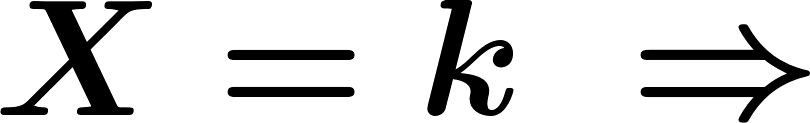 X = k ⇒